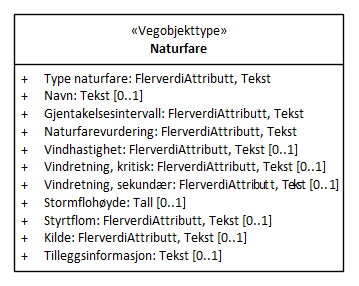 «Vegobjekttype»
Naturfare
+ Type naturfare: FlerverdiAttributt, Tekst
+ Navn: Tekst [0..1]
+ Gjentakelsesintervall: FlerverdiAttributt, Tekst
+ Naturfarevurdering: FlerverdiAttributt, Tekst
+ Vindhastighet: FlerverdiAttributt, Tekst [0..1]
+ Vindretning, kritisk: FlerverdiAttributt, Tekst [0..1]
+ Vindretning, sekundær: FlerverdiAttributt, Tekst [0..1]
+ Stormflohøyde: Tall [0..1]
+ Styrtflom: FlerverdiAttributt, Tekst [0..1]
+ Kilde: FlerverdiAttributt, Tekst [0..1]
+ Tilleggsinformasjon: Tekst [0..1]